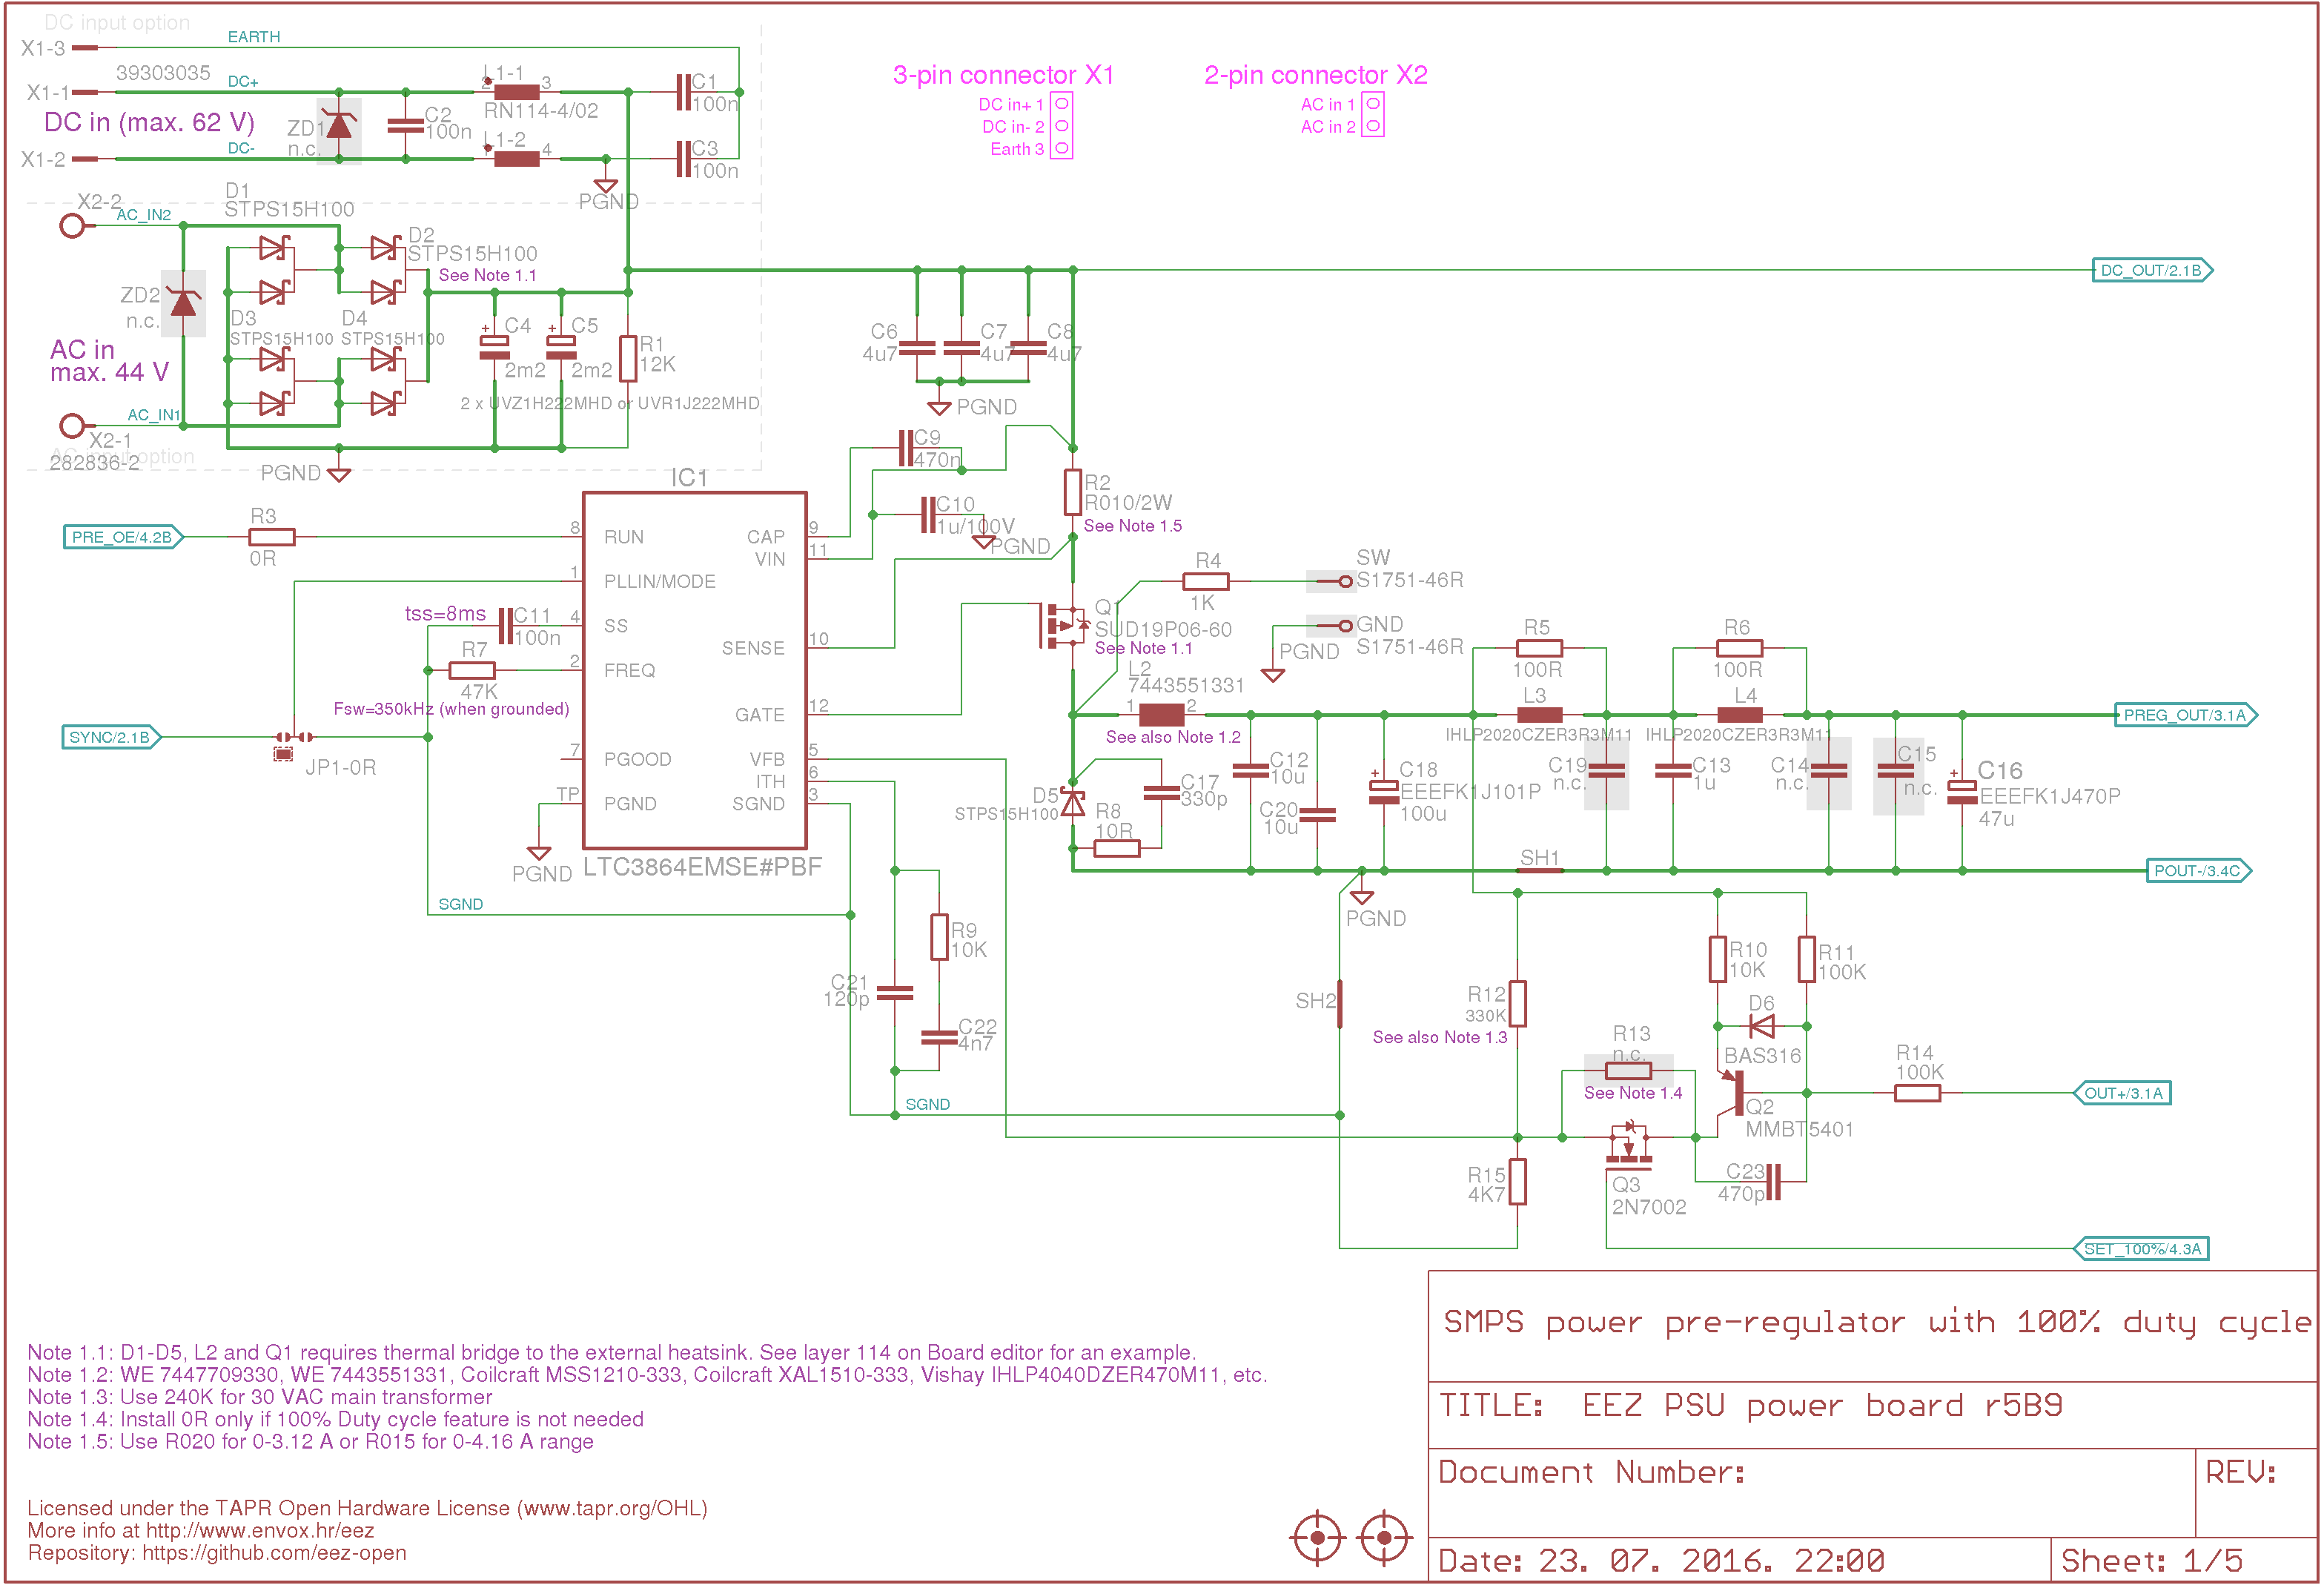 DC input option
X1-3
EARTH
39303035
X1-1
DC+
L1-1
2
3
RN114-4/02
C1
100n
DC in (max. 62 V)
ZD1
n.c.
C2
100n
X1-2
DC-
L1-2
4
C3
100n
PGND
3-pin connector X1
DC in+ 1
DC in- 2
Earth 3
2-pin connector X2
AC in 1
AC in 2
X2-2
AC_IN2
D1
STPS15H100
D2
STPS15H100
See Note 1.1
ZD2
n.c.
D3
STPS15H100
D4
STPS15H100
AC in
max. 44 V
AC_IN1
X2-1
282836-2
AC input option
PGND
+
C4
2m2
+
C5
2m2
R1
12K
2 x UVZ1H222MHD or UVR1J222MHD
C6
4u7
C7
4u7
C8
4u7
PGND
DC_OUT/2.1B
C9
470n
C10
1u/100V
PGND
R2
R010/2W
See Note 1.5
IC1
PRE_OE/4.2B
R3
0R
8
RUN
1
PLLIN/MODE
tss=8ms
C11
100n
4
SS
R7
47K
2
FREQ
Fsw=350kHz (when grounded)
SYNC/2.1B
JP1-0R
7
PGOOD
TP
PGND
PGND
CAP
9
VIN
11
SENSE
10
GATE
12
VFB
5
ITH
6
SGND
3
LTC3864EMSE#PBF
SGND
R4
1K
SW
S1751-46R
GND
S1751-46R
PGND
Q1
SUD19P06-60
See Note 1.1
L2
7443551331
1
2
See also Note 1.2
D5
STPS15H100
C17
330p
R8
10R
C12
10u
C20
10u
+
C18
EEEFK1J101P
100u
R5
100R
L3
IHLP2020CZER3R3M11
R6
100R
L4
IHLP2020CZER3R3M11
C19
n.c.
C13
1u
C14
n.c.
C15
n.c.
+
C16
EEEFK1J470P
47u
PREG_OUT/3.1A
SH1
POUT-/3.4C
PGND
R9
10K
C21
120p
C22
4n7
SGND
SH2
R12
330K
See also Note 1.3
R10
10K
R11
100K
D6
BAS316
R13
n.c.
See Note 1.4
Q2
MMBT5401
R14
100K
OUT+/3.1A
R15
4K7
Q3
2N7002
C23
470p
SET_100%/4.3A
Note 1.1: D1-D5, L2 and Q1 requires thermal bridge to the external heatsink. See layer 114 on Board editor for an example.
Note 1.2: WE 7447709330, WE 7443551331, Coilcraft MSS1210-333, Coilcraft XAL1510-333, Vishay IHLP4040DZER470M11, etc.
Note 1.3: Use 240K for 30 VAC main transformer
Note 1.4: Install 0R only if 100% Duty cycle feature is not needed
Note 1.5: Use R020 for 0-3.12 A or R015 for 0-4.16 A range
Licensed under the TAPR Open Hardware License (www.tapr.org/OHL)
More info at http://www.envox.hr/eez
Repository: https://github.com/eez-open
SMPS power pre-regulator with 100% duty cycle
TITLE: EEZ PSU power board r5B9
Document Number:
REV:
Date: 23. 07. 2016. 22:00
Sheet: 1/5